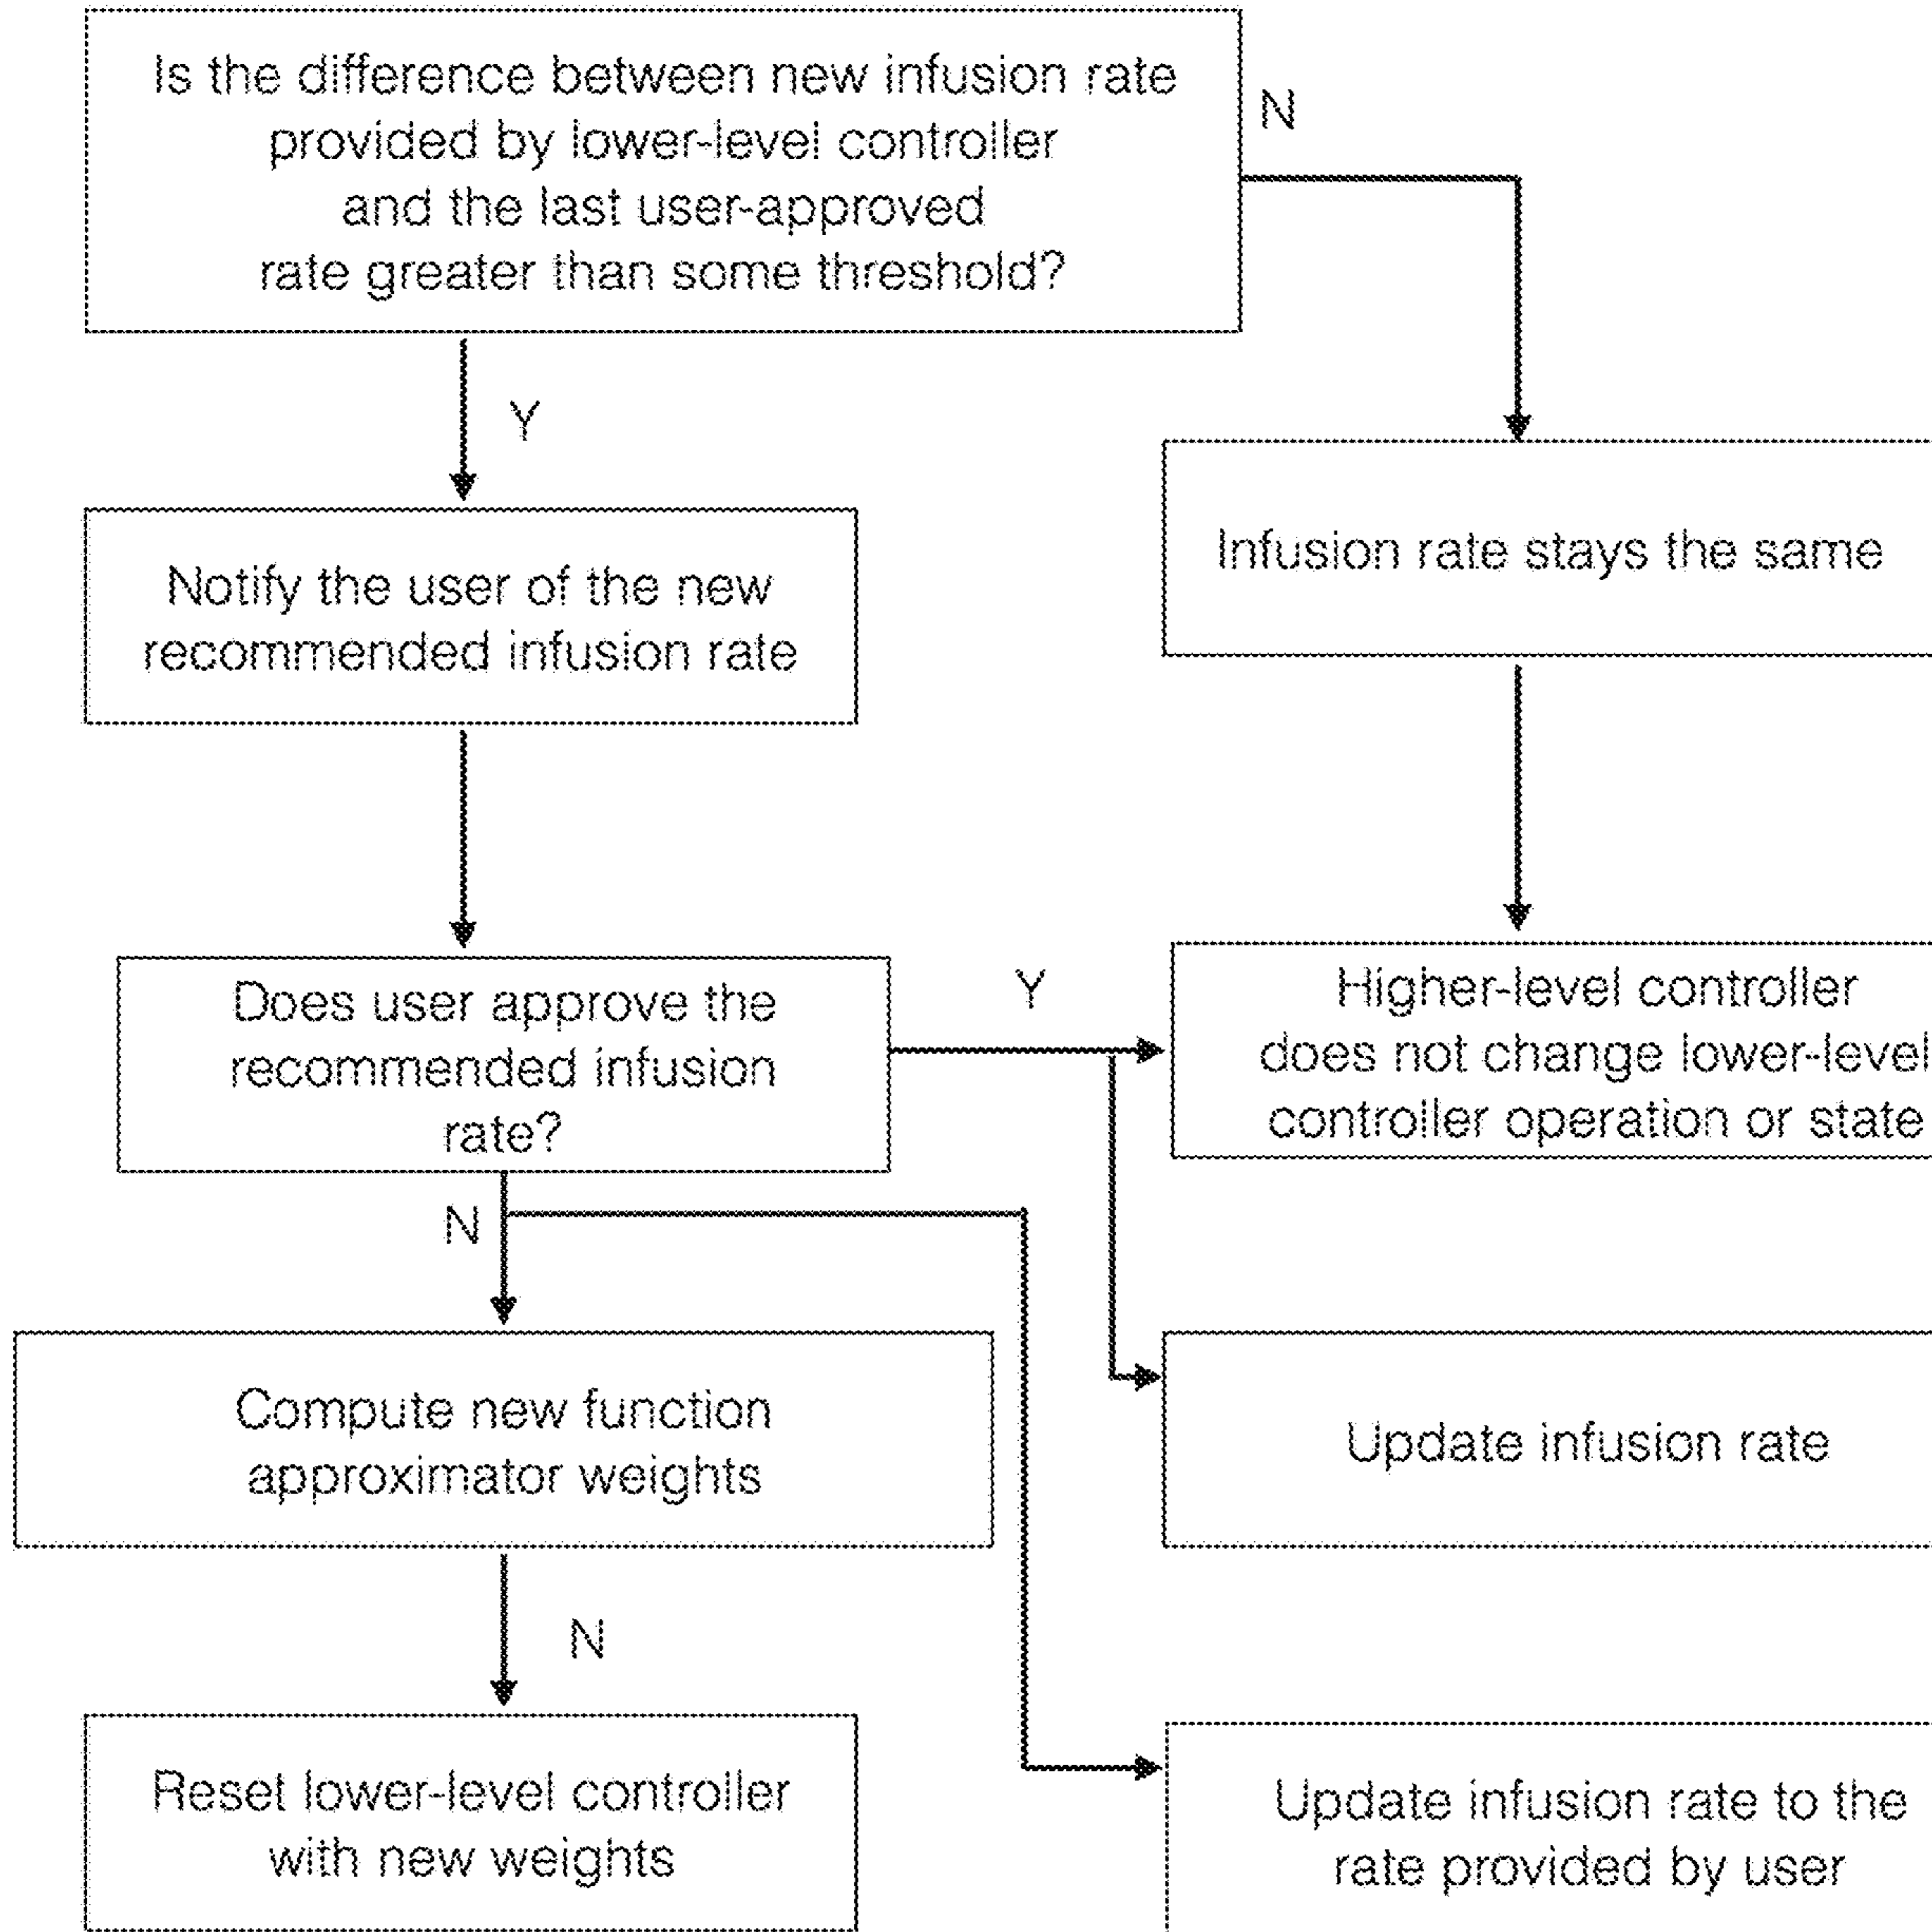 Is the difference between new infusion rate
provided by lower-level controller
and the last user-approved
rate greater than some threshold?
N
Y
Notify the user of the new
recommended infusion rate
Infusion rate stays the same
Does user approve the
recommended infusion
rate?
Y
Higher-level controller
does not change lower-level
controller operation or state
N
Compute new function
approximator weights
Update infusion rate
N
Reset lower-level controller
with new weights
Update infusion rate to the
rate provided by user